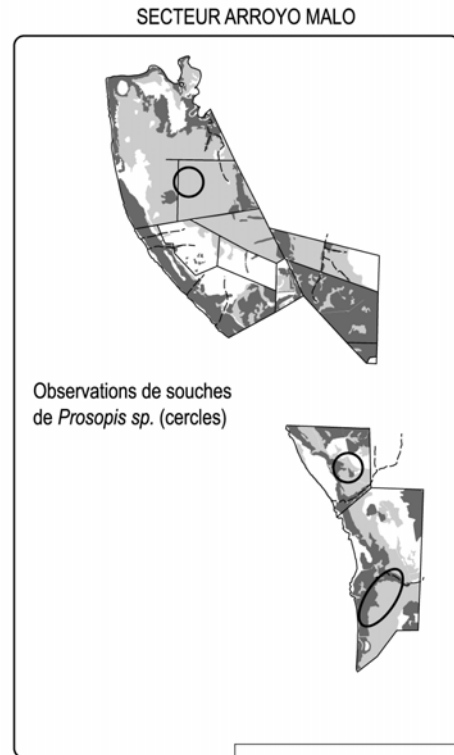 SECTEUR ARROYO MALO
Observations de souches
de Prosopis sp. (cercles)